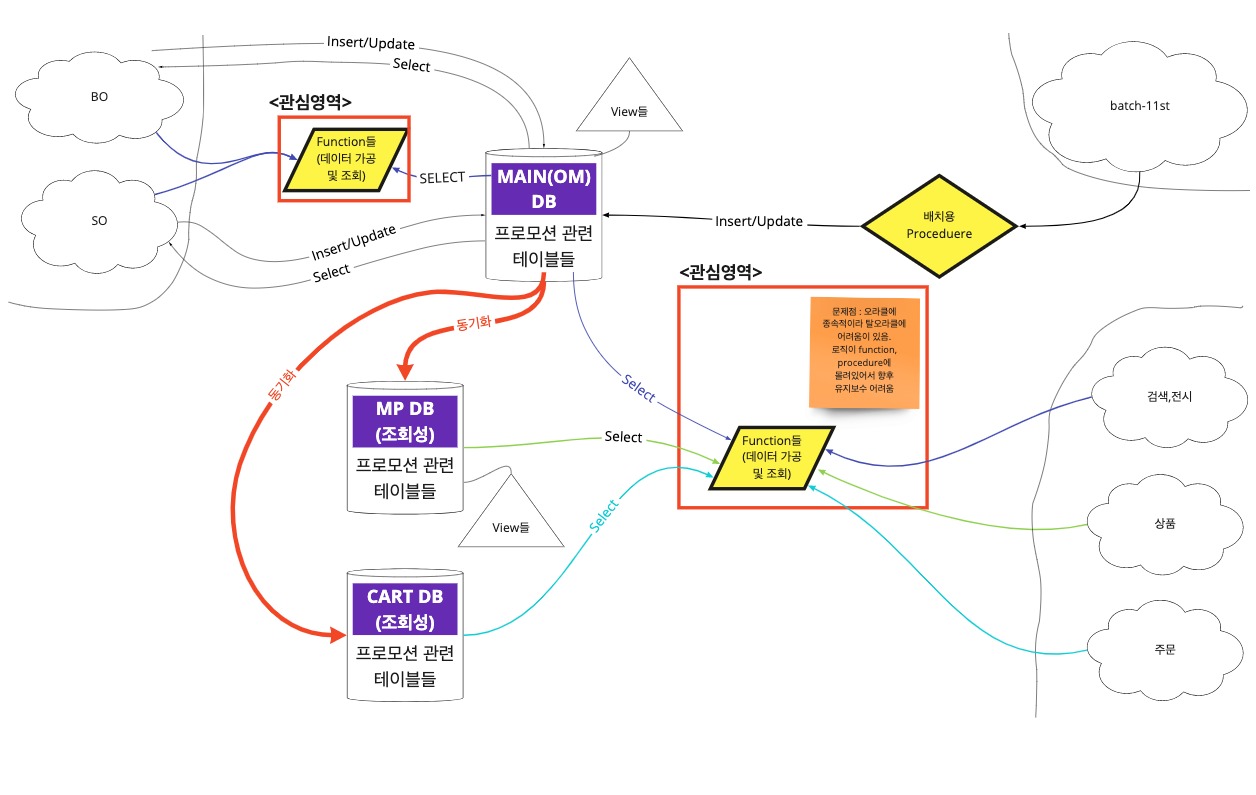 Insert/Update
Select
BO
<관심영역>
Function들
(데이터 가공
및 조회)
SELECT
View들
batch-11st
MAIN(OM)
DB
프로모션 관련
테이블들
SO
Insert/Update
Select
Insert/Update
배치용
Proceduere
<관심영역>
문제점 : 오라클에
종속적이라 탈오라클에
어려움이 있음.
로직이 function,
procedure에
몰려있어서 향후
유지보수 어려움
동기화
동기화
Select
MP DB
(조회성)
프로모션 관련
테이블들
Select
Function들
(데이터 가공
및 조회)
검색,전시
View들
Select
상품
CART DB
(조회성)
프로모션 관련
테이블들
주문